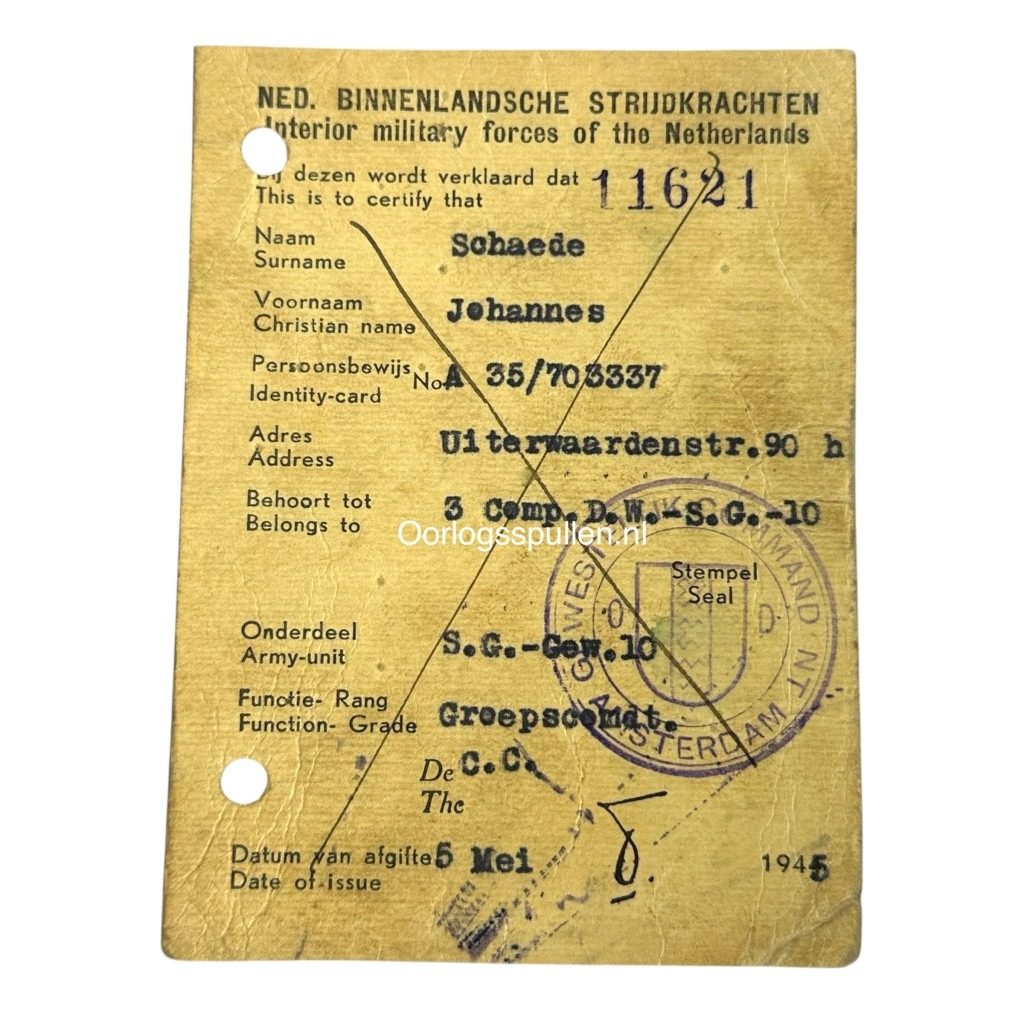 NED. BINNENLANDSCHE STRIJDKRACHTEN
Interior military forces of the Netherlands
Bij dezen wordt verklaard dat 11621
This is to certify that
Naam Schaede
Surname
Voornaam Johannes
Christian name
Persoonsbewijs No. A 35/703337
Identity-card
Adres Uiterwaardenstr.90 h
Address
Behoort tot 3 Comp.D.W.-S.G.-10
Belongs to
Oorlogsspullen.nl
Stempel
Seal
GEWESTELIJK COMMANDANT
O D
AMSTERDAM
Onderdeel S.G.-Gew.10
Army-unit
Functie- Rang Groepscomdt.
Function- Grade
De C.C.
The
Datum van afgifte 5 Mei 1945
Date of issue